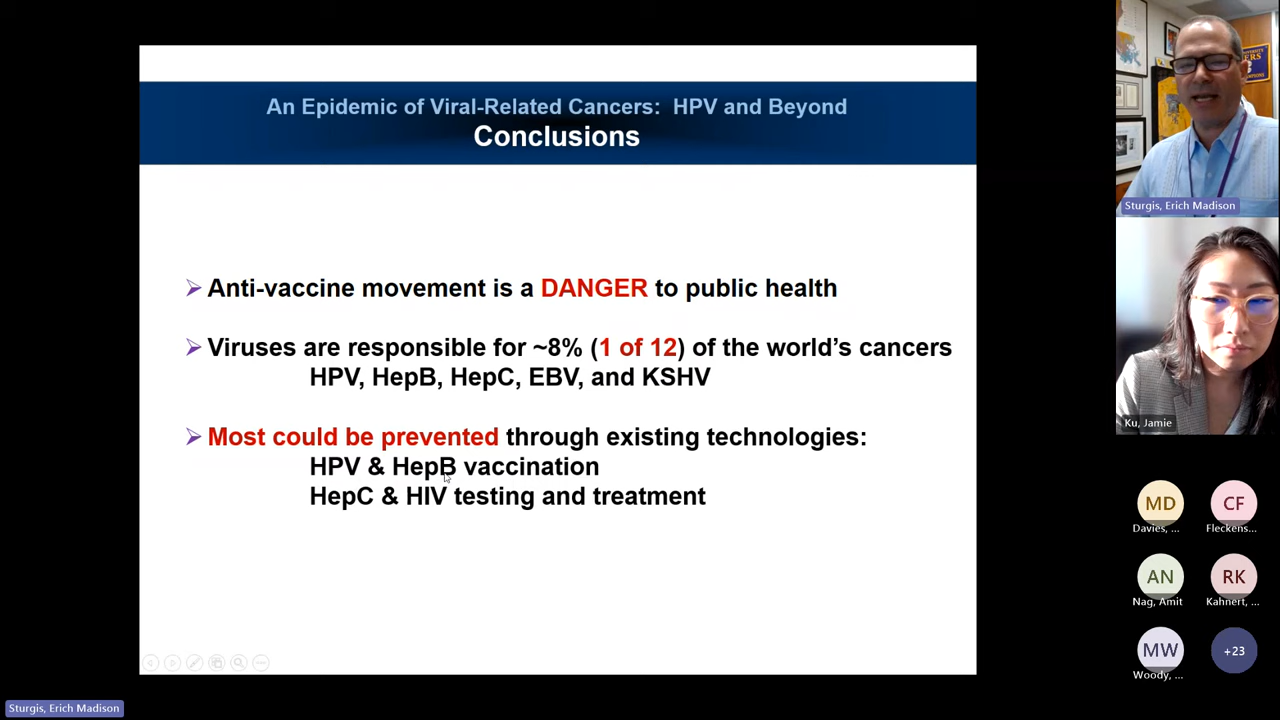 An Epidemic of Viral-Related Cancers: HPV and Beyond
Conclusions
Anti-vaccine movement is a DANGER to public health
Viruses are responsible for ~8% (1 of 12) of the world's cancers
HPV, HepB, HepC, EBV, and KSHV
Most could be prevented through existing technologies:
HPV & HepB vaccination
HepC & HIV testing and treatment
Sturgis, Erich Madison
Ku, Jamie
MD
CF
Davies, ...
Fleckens...
AN
RK
Nag, Amit
Kahnert, ...
MW
+23
Woody, ...
Sturgis, Erich Madison